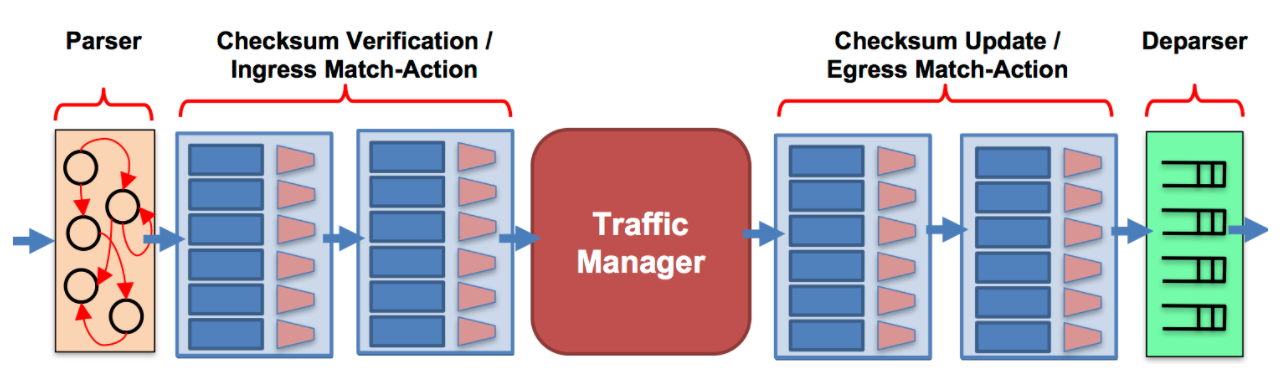 Parser
Checksum Verification /
Ingress Match-Action
Traffic
Manager
Checksum Update /
Egress Match-Action
Deparser